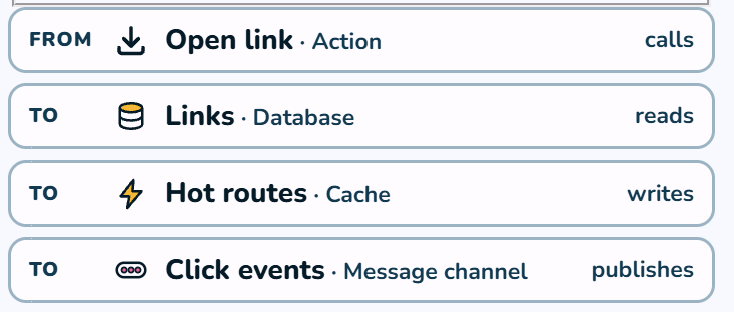 FROM Open link · Action calls
TO Links · Database reads
TO Hot routes · Cache writes
TO Click events · Message channel publishes